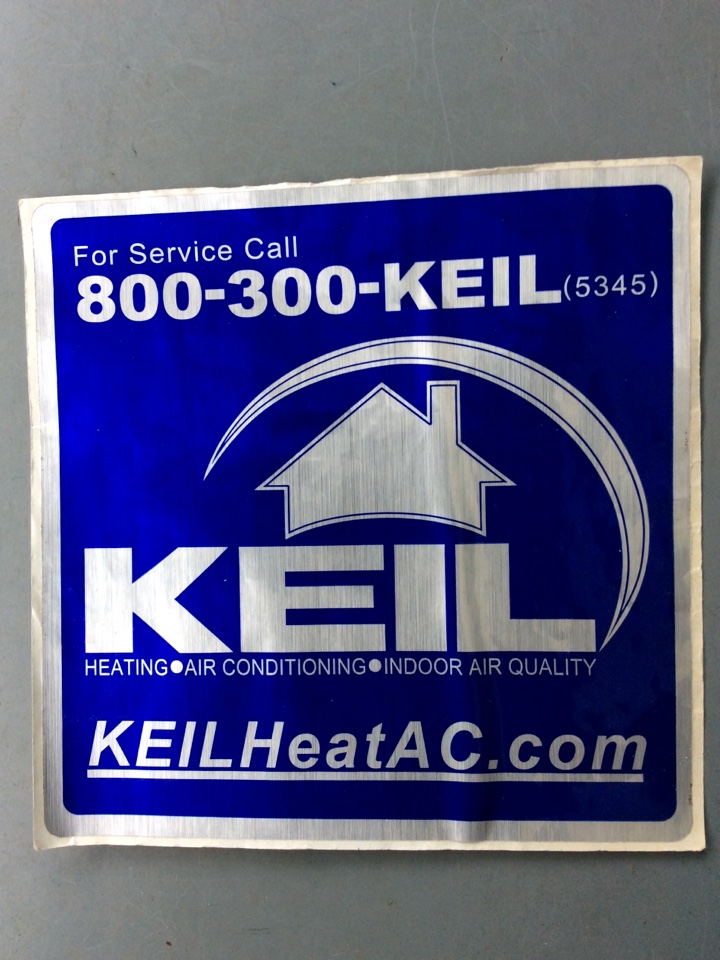 For Service Call
800-300-KEIL(5345)
KEIL
HEATING●AIR CONDITIONING●INDOOR AIR QUALITY
KEILHeatAC.com